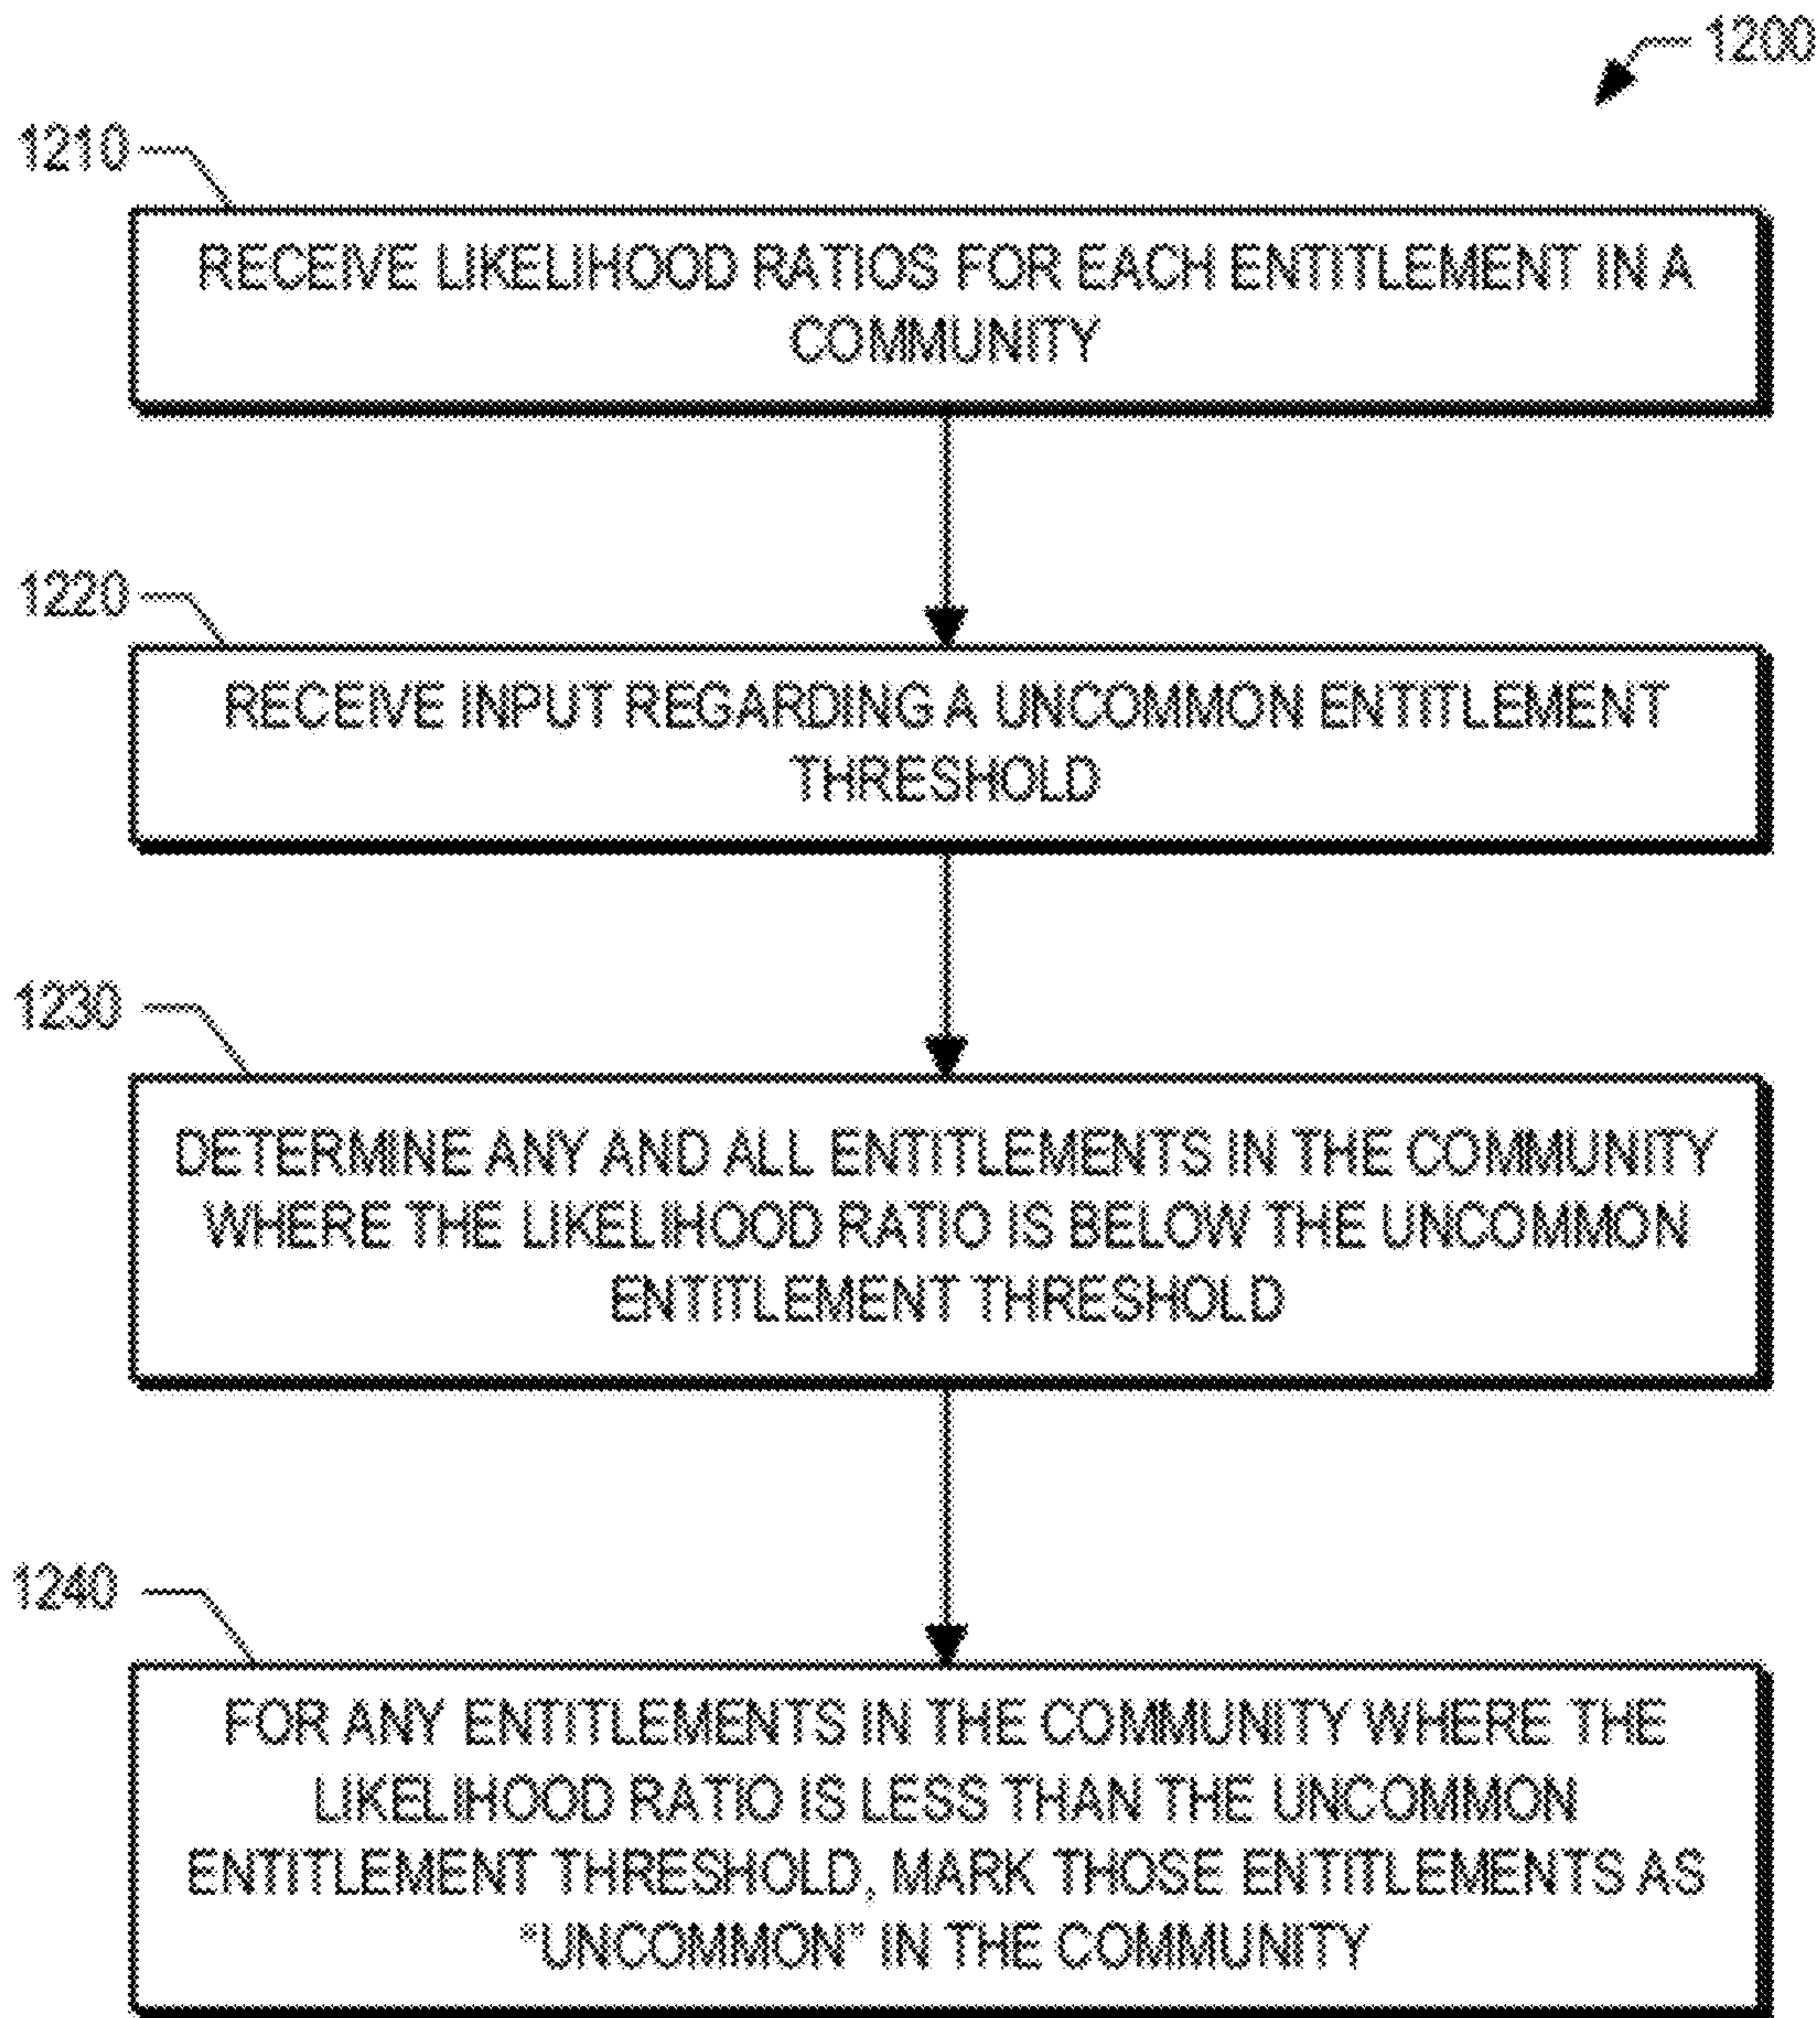 1200
1210
RECEIVE LIKELIHOOD RATIOS FOR EACH ENTITLEMENT IN A
COMMUNITY
1220
RECEIVE INPUT REGARDING A UNCOMMON ENTITLEMENT
THRESHOLD
1230
DETERMINE ANY AND ALL ENTITLEMENTS IN THE COMMUNITY
WHERE THE LIKELIHOOD RATIO IS BELOW THE UNCOMMON
ENTITLEMENT THRESHOLD
1240
FOR ANY ENTITLEMENTS IN THE COMMUNITY WHERE THE
LIKELIHOOD RATIO IS LESS THAN THE UNCOMMON
ENTITLEMENT THRESHOLD, MARK THOSE ENTITLEMENTS AS
"UNCOMMON" IN THE COMMUNITY